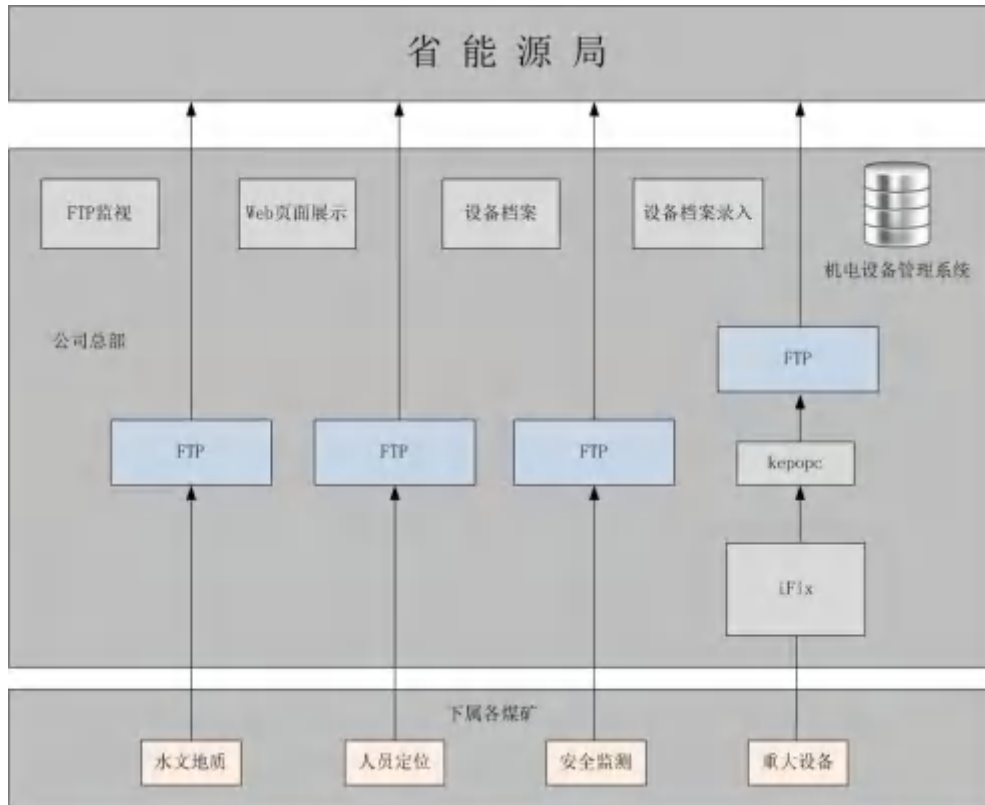 省能源局
FTP监视
Web页面展示
设备档案
设备档案录入
机电设备管理系统
公司总部
FTP
FTP
FTP
FTP
kepopc
iFix
下属各煤矿
水文地质
人员定位
安全监测
重大设备